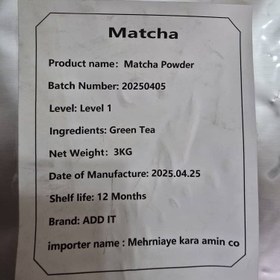 Matcha
Product name: Matcha Powder
Batch Number: 20250405
Level: Level 1
Ingredients: Green Tea
Net Weight: 3KG
Date of Manufacture: 2025.04.25
Shelf life: 12 Months
Brand: ADD IT
importer name : Mehrniaye kara amin co